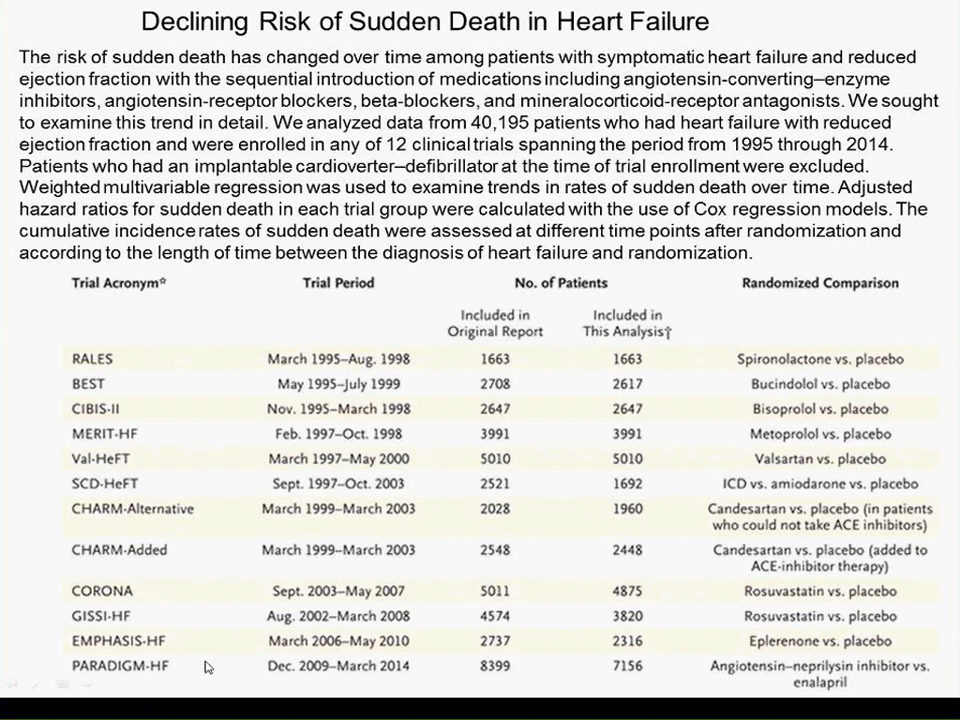 Declining Risk of Sudden Death in Heart Failure
The risk of sudden death has changed over time among patients with symptomatic heart failure and reduced
ejection fraction with the sequential introduction of medications including angiotensin-converting–enzyme
inhibitors, angiotensin-receptor blockers, beta-blockers, and mineralocorticoid-receptor antagonists. We sought
to examine this trend in detail. We analyzed data from 40,195 patients who had heart failure with reduced
ejection fraction and were enrolled in any of 12 clinical trials spanning the period from 1995 through 2014.
Patients who had an implantable cardioverter–defibrillator at the time of trial enrollment were excluded.
Weighted multivariable regression was used to examine trends in rates of sudden death over time. Adjusted
hazard ratios for sudden death in each trial group were calculated with the use of Cox regression models. The
cumulative incidence rates of sudden death were assessed at different time points after randomization and
according to the length of time between the diagnosis of heart failure and randomization.
Trial Acronym* Trial Period No. of Patients Randomized Comparison
Included in Included in
Original Report This Analysis†
RALES March 1995–Aug. 1998 1663 1663 Spironolactone vs. placebo
BEST May 1995–July 1999 2708 2617 Bucindolol vs. placebo
CIBIS-II Nov. 1995–March 1998 2647 2647 Bisoprolol vs. placebo
MERIT-HF Feb. 1997–Oct. 1998 3991 3991 Metoprolol vs. placebo
Val-HeFT March 1997–May 2000 5010 5010 Valsartan vs. placebo
SCD-HeFT Sept. 1997–Oct. 2003 2521 1692 ICD vs. amiodarone vs. placebo
CHARM-Alternative March 1999–March 2003 2028 1960 Candesartan vs. placebo (in patients
who could not take ACE inhibitors)
CHARM-Added March 1999–March 2003 2548 2448 Candesartan vs. placebo (added to
ACE-inhibitor therapy)
CORONA Sept. 2003–May 2007 5011 4875 Rosuvastatin vs. placebo
GISSI-HF Aug. 2002–March 2008 4574 3820 Rosuvastatin vs. placebo
EMPHASIS-HF March 2006–May 2010 2737 2316 Eplerenone vs. placebo
PARADIGM-HF Dec. 2009–March 2014 8399 7156 Angiotensin–neprilysin inhibitor vs.
enalapril